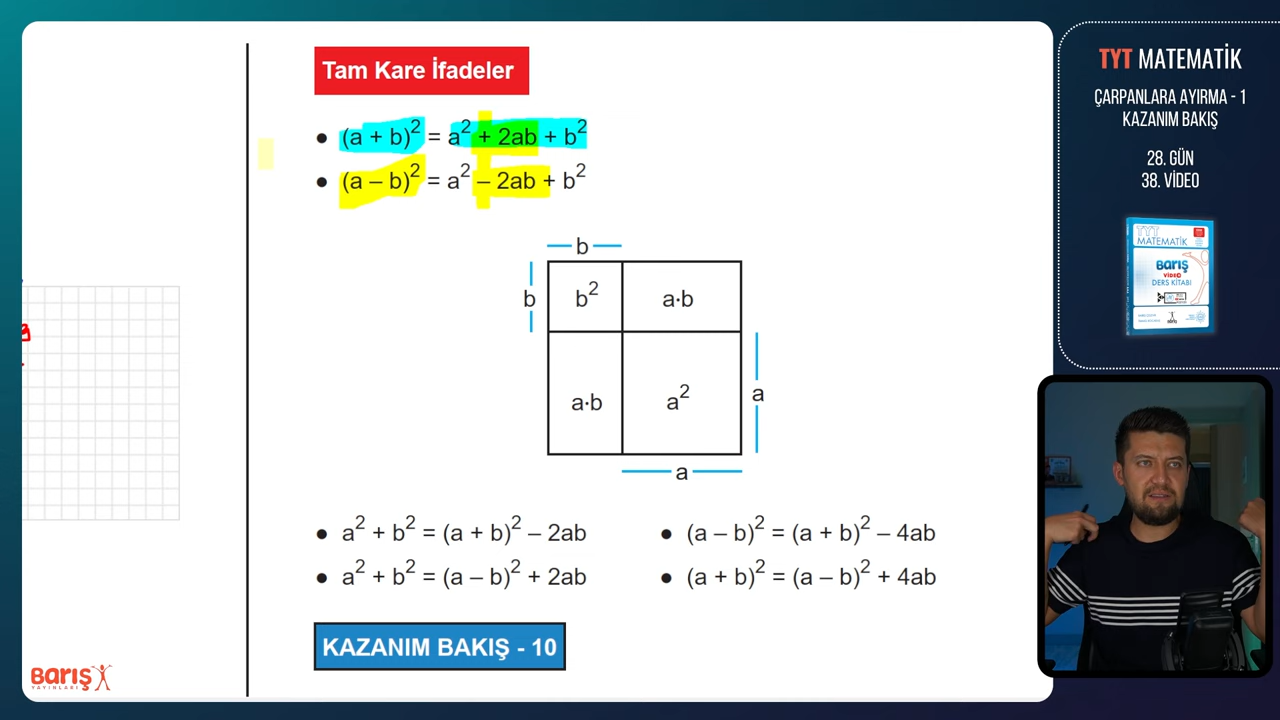 Tam Kare İfadeler
• (a + b)² = a² + 2ab + b²
• (a – b)² = a² – 2ab + b²
b
b
b²
a·b
a·b
a²
a
a
• a² + b² = (a + b)² – 2ab
• a² + b² = (a – b)² + 2ab
• (a – b)² = (a + b)² – 4ab
• (a + b)² = (a – b)² + 4ab
KAZANIM BAKIŞ - 10
BARIŞ
YAYINLARI
TYT MATEMATİK
ÇARPANLARA AYIRMA - 1
KAZANIM BAKIŞ
28. GÜN
38. VİDEO
TYT
MATEMATİK
BARIŞ
VİDEO
DERS KİTABI